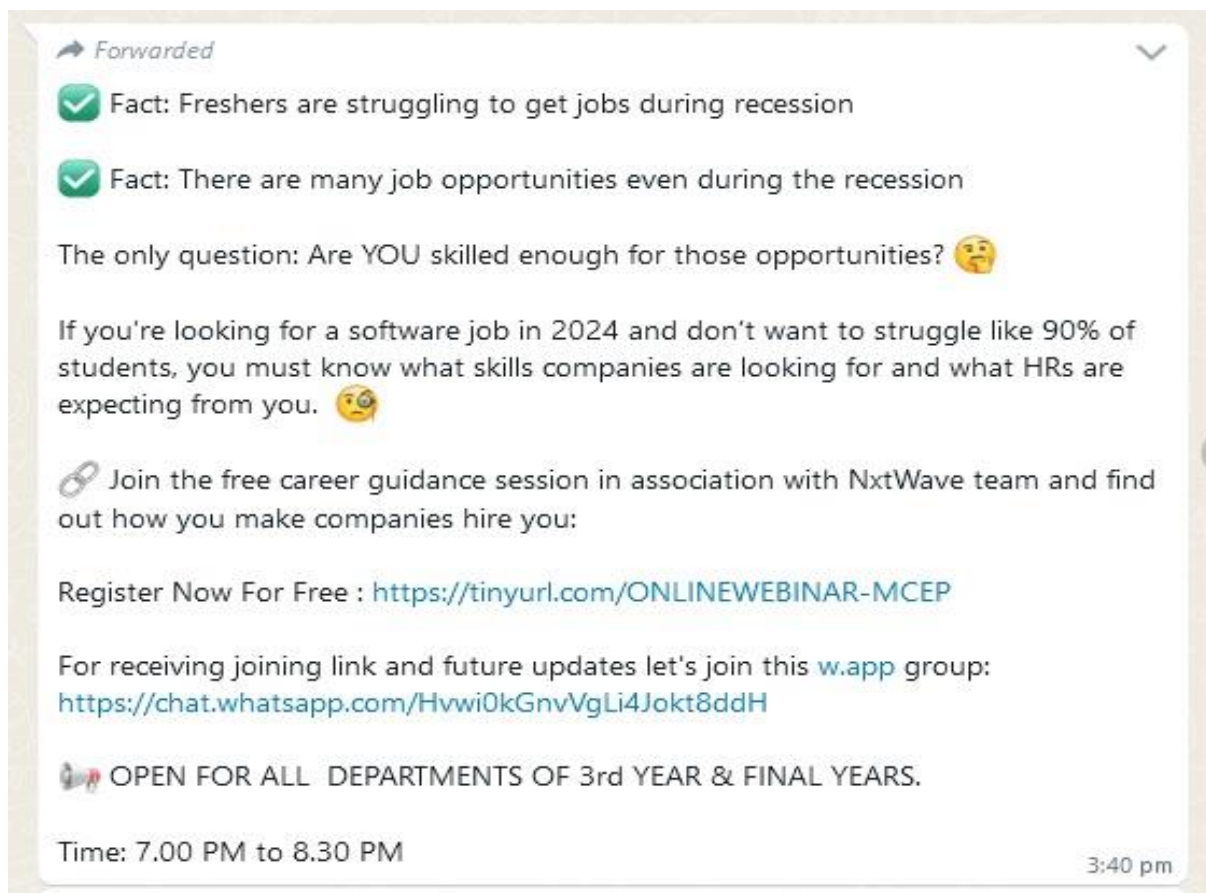 Forwarded
✅ Fact: Freshers are struggling to get jobs during recession
✅ Fact: There are many job opportunities even during the recession
The only question: Are YOU skilled enough for those opportunities? 🤔
If you're looking for a software job in 2024 and don't want to struggle like 90% of
students, you must know what skills companies are looking for and what HRs are
expecting from you. 🧐
🔗 Join the free career guidance session in association with NxtWave team and find
out how you make companies hire you:
Register Now For Free : https://tinyurl.com/ONLINEWEBINAR-MCEP
For receiving joining link and future updates let's join this w.app group:
https://chat.whatsapp.com/Hvwi0kGnvVgLi4Jokt8ddH
📢 OPEN FOR ALL  DEPARTMENTS OF 3rd YEAR & FINAL YEARS.
Time: 7.00 PM to 8.30 PM
3:40 pm